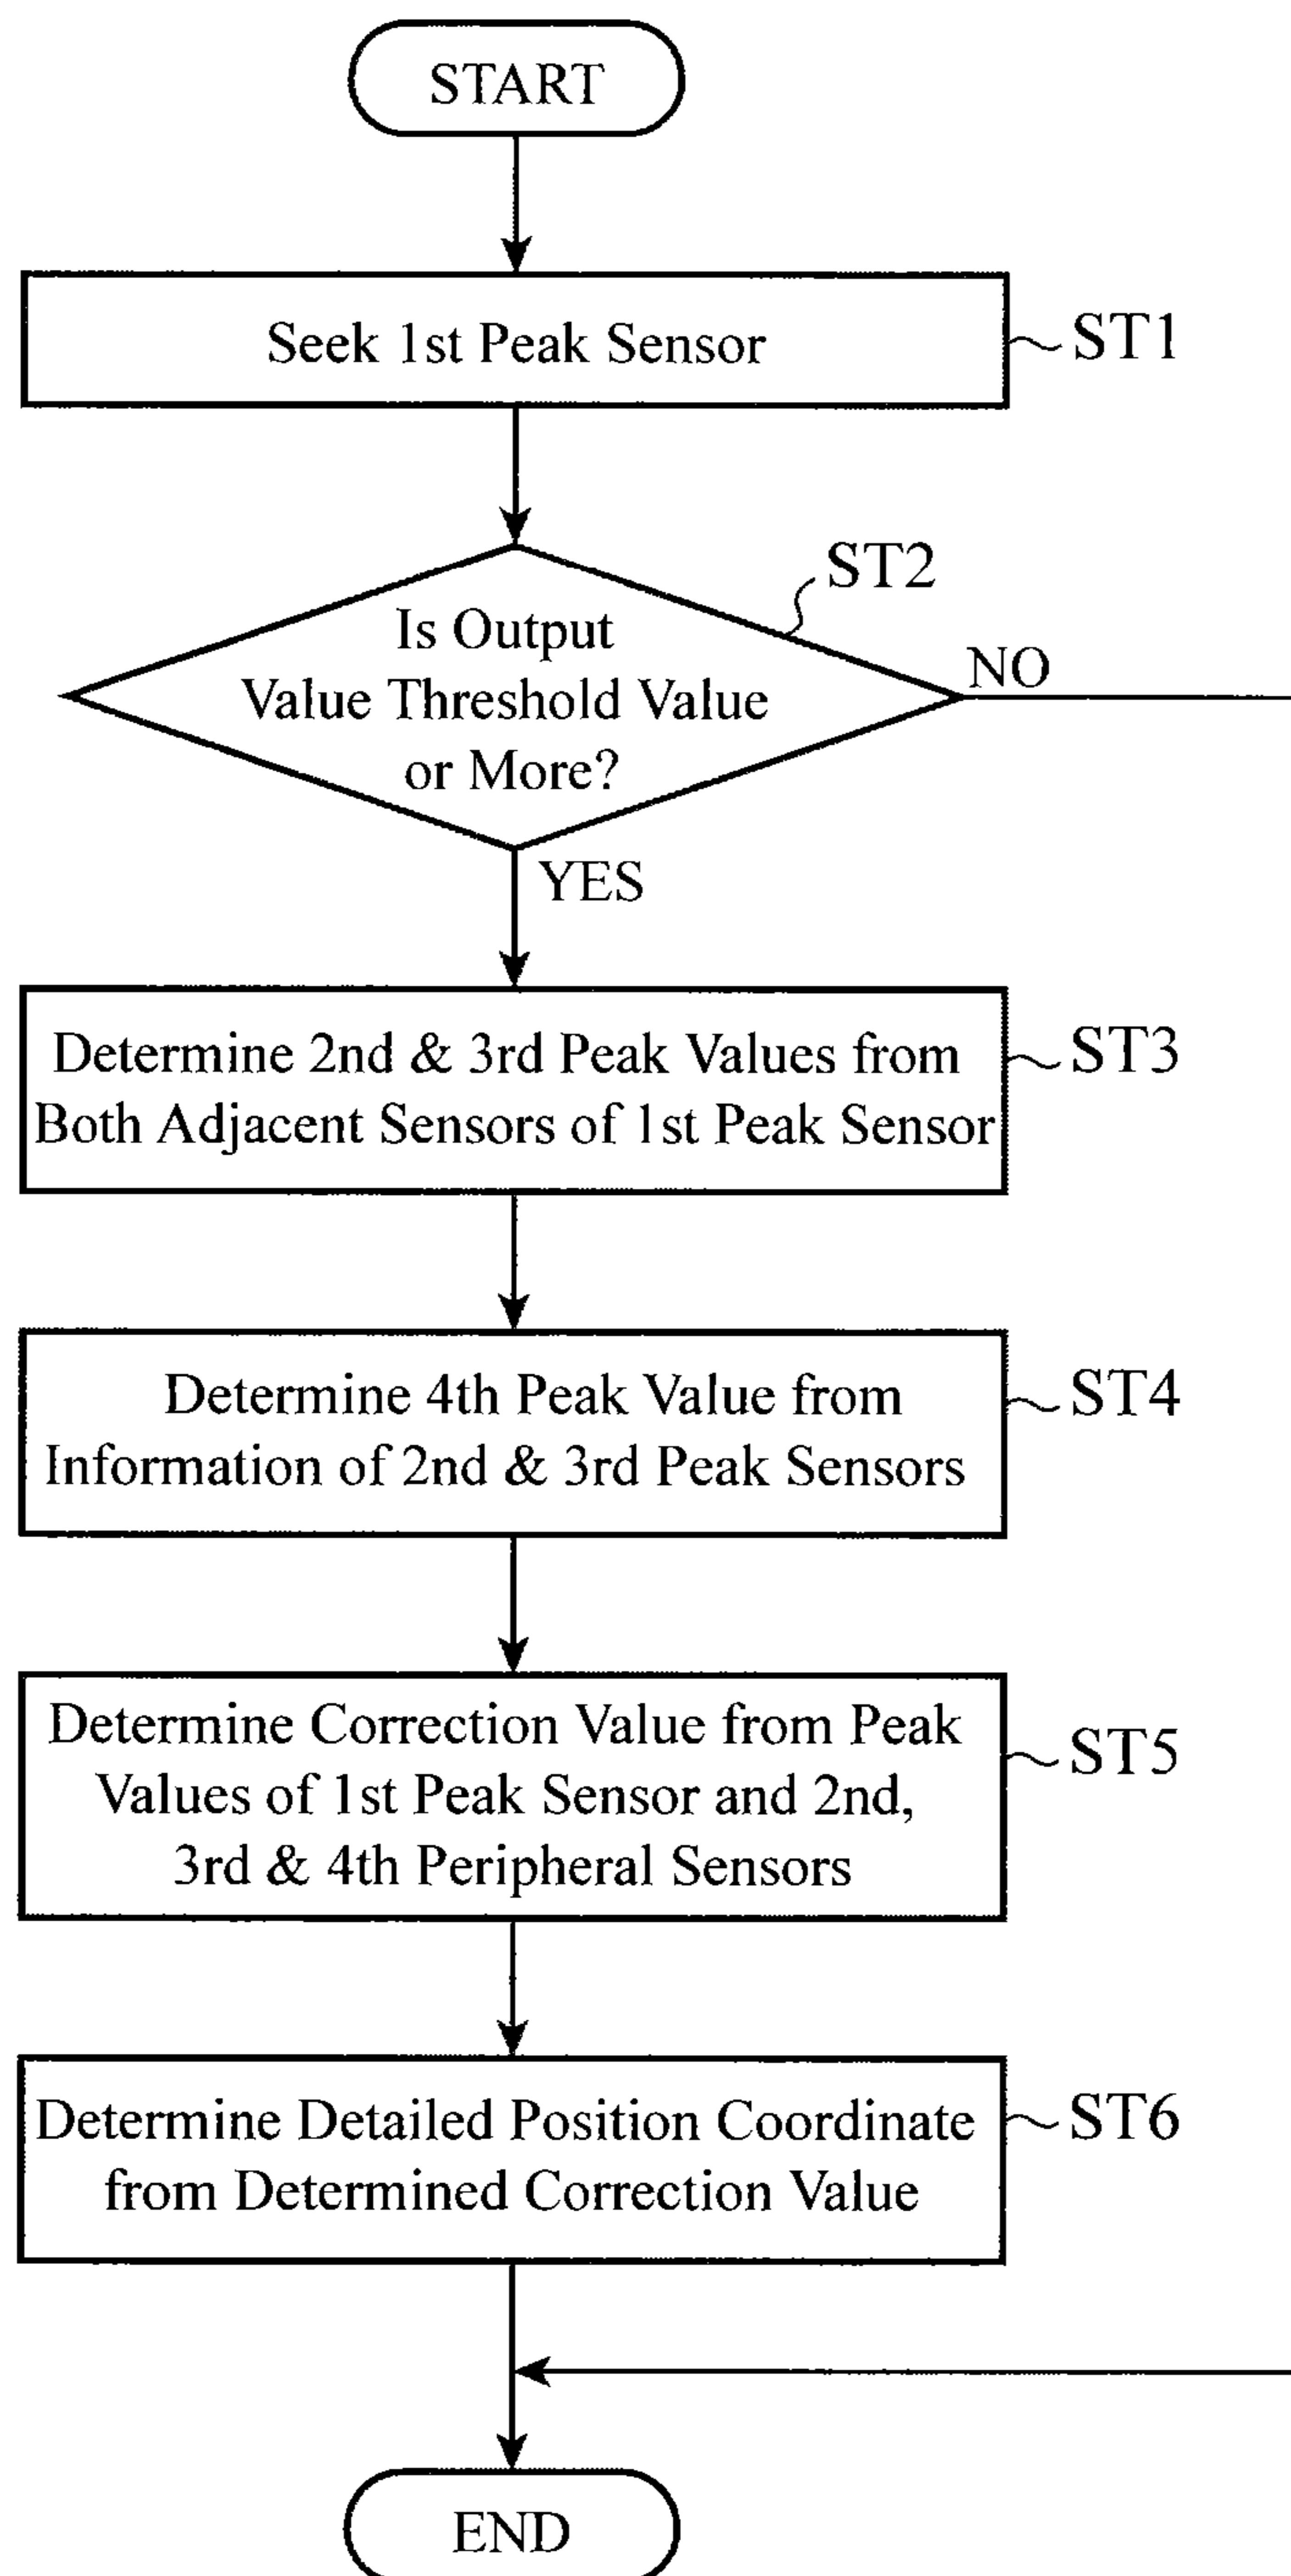 START
Seek 1st Peak Sensor
ST1
ST2
Is Output
Value Threshold Value
or More?
NO
YES
Determine 2nd & 3rd Peak Values from
Both Adjacent Sensors of 1st Peak Sensor
ST3
Determine 4th Peak Value from
Information of 2nd & 3rd Peak Sensors
ST4
Determine Correction Value from Peak
Values of 1st Peak Sensor and 2nd,
3rd & 4th Peripheral Sensors
ST5
Determine Detailed Position Coordinate
from Determined Correction Value
ST6
END